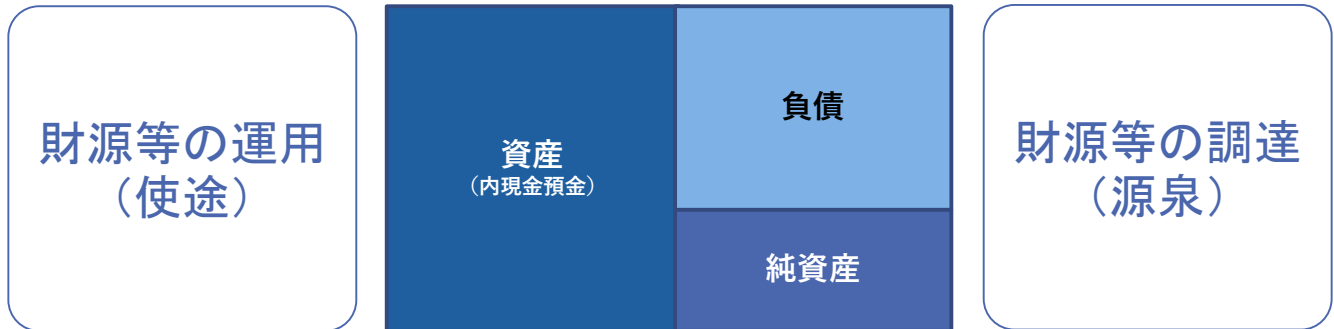 財源等の運用
（使途）
資産
（内現金預金）
負債
純資産
財源等の調達
（源泉）